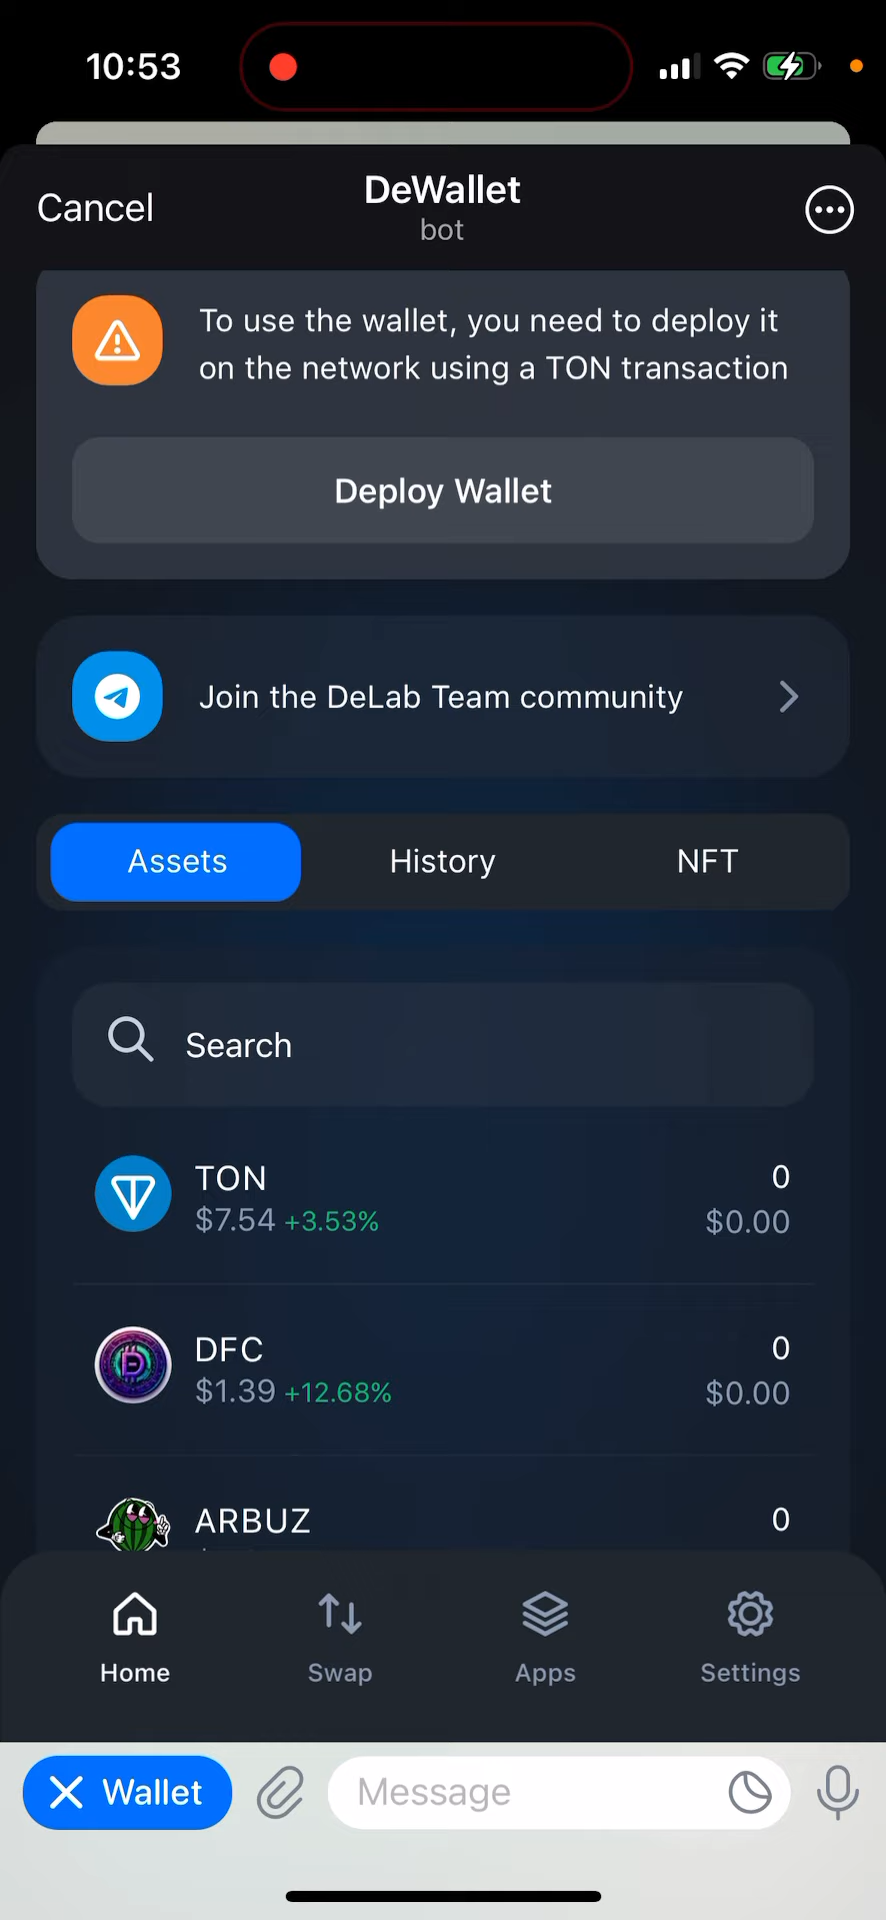 10:53
Cancel
DeWallet
bot
To use the wallet, you need to deploy it
on the network using a TON transaction
Deploy Wallet
Join the DeLab Team community
Assets
History
NFT
Search
TON
0
$7.54 +3.53%
$0.00
DFC
0
$1.39 +12.68%
$0.00
ARBUZ
0
Home
Swap
Apps
Settings
Wallet
Message